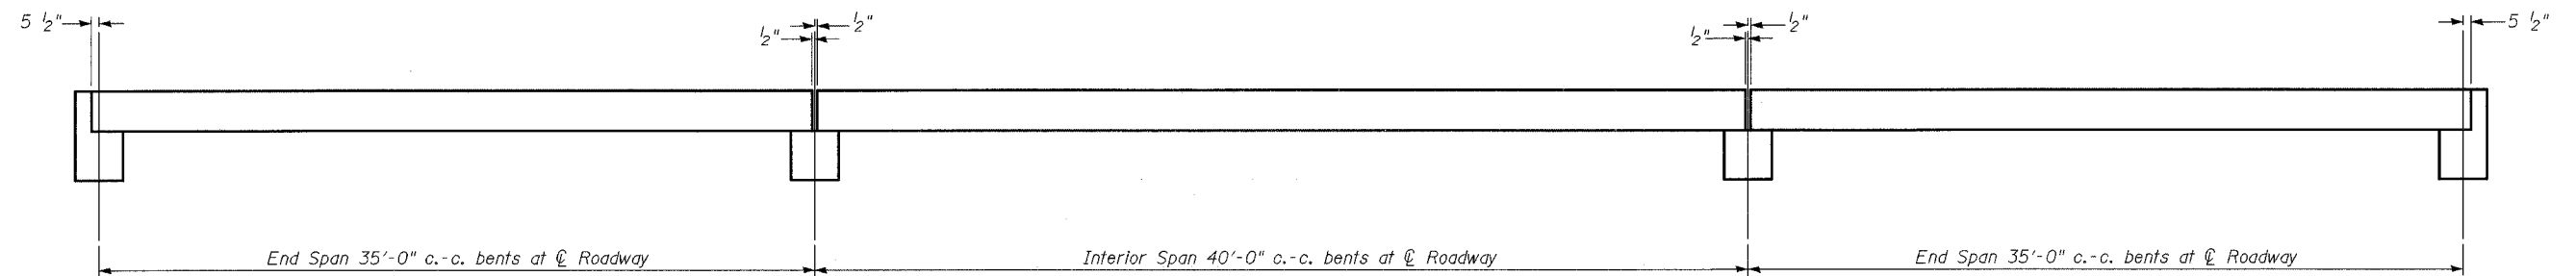 5 ½"
½"
½"
½"
½"
5 ½"
End Span 35'-0" c.-c. bents at ℄ Roadway
Interior Span 40'-0" c.-c. bents at ℄ Roadway
End Span 35'-0" c.-c. bents at ℄ Roadway